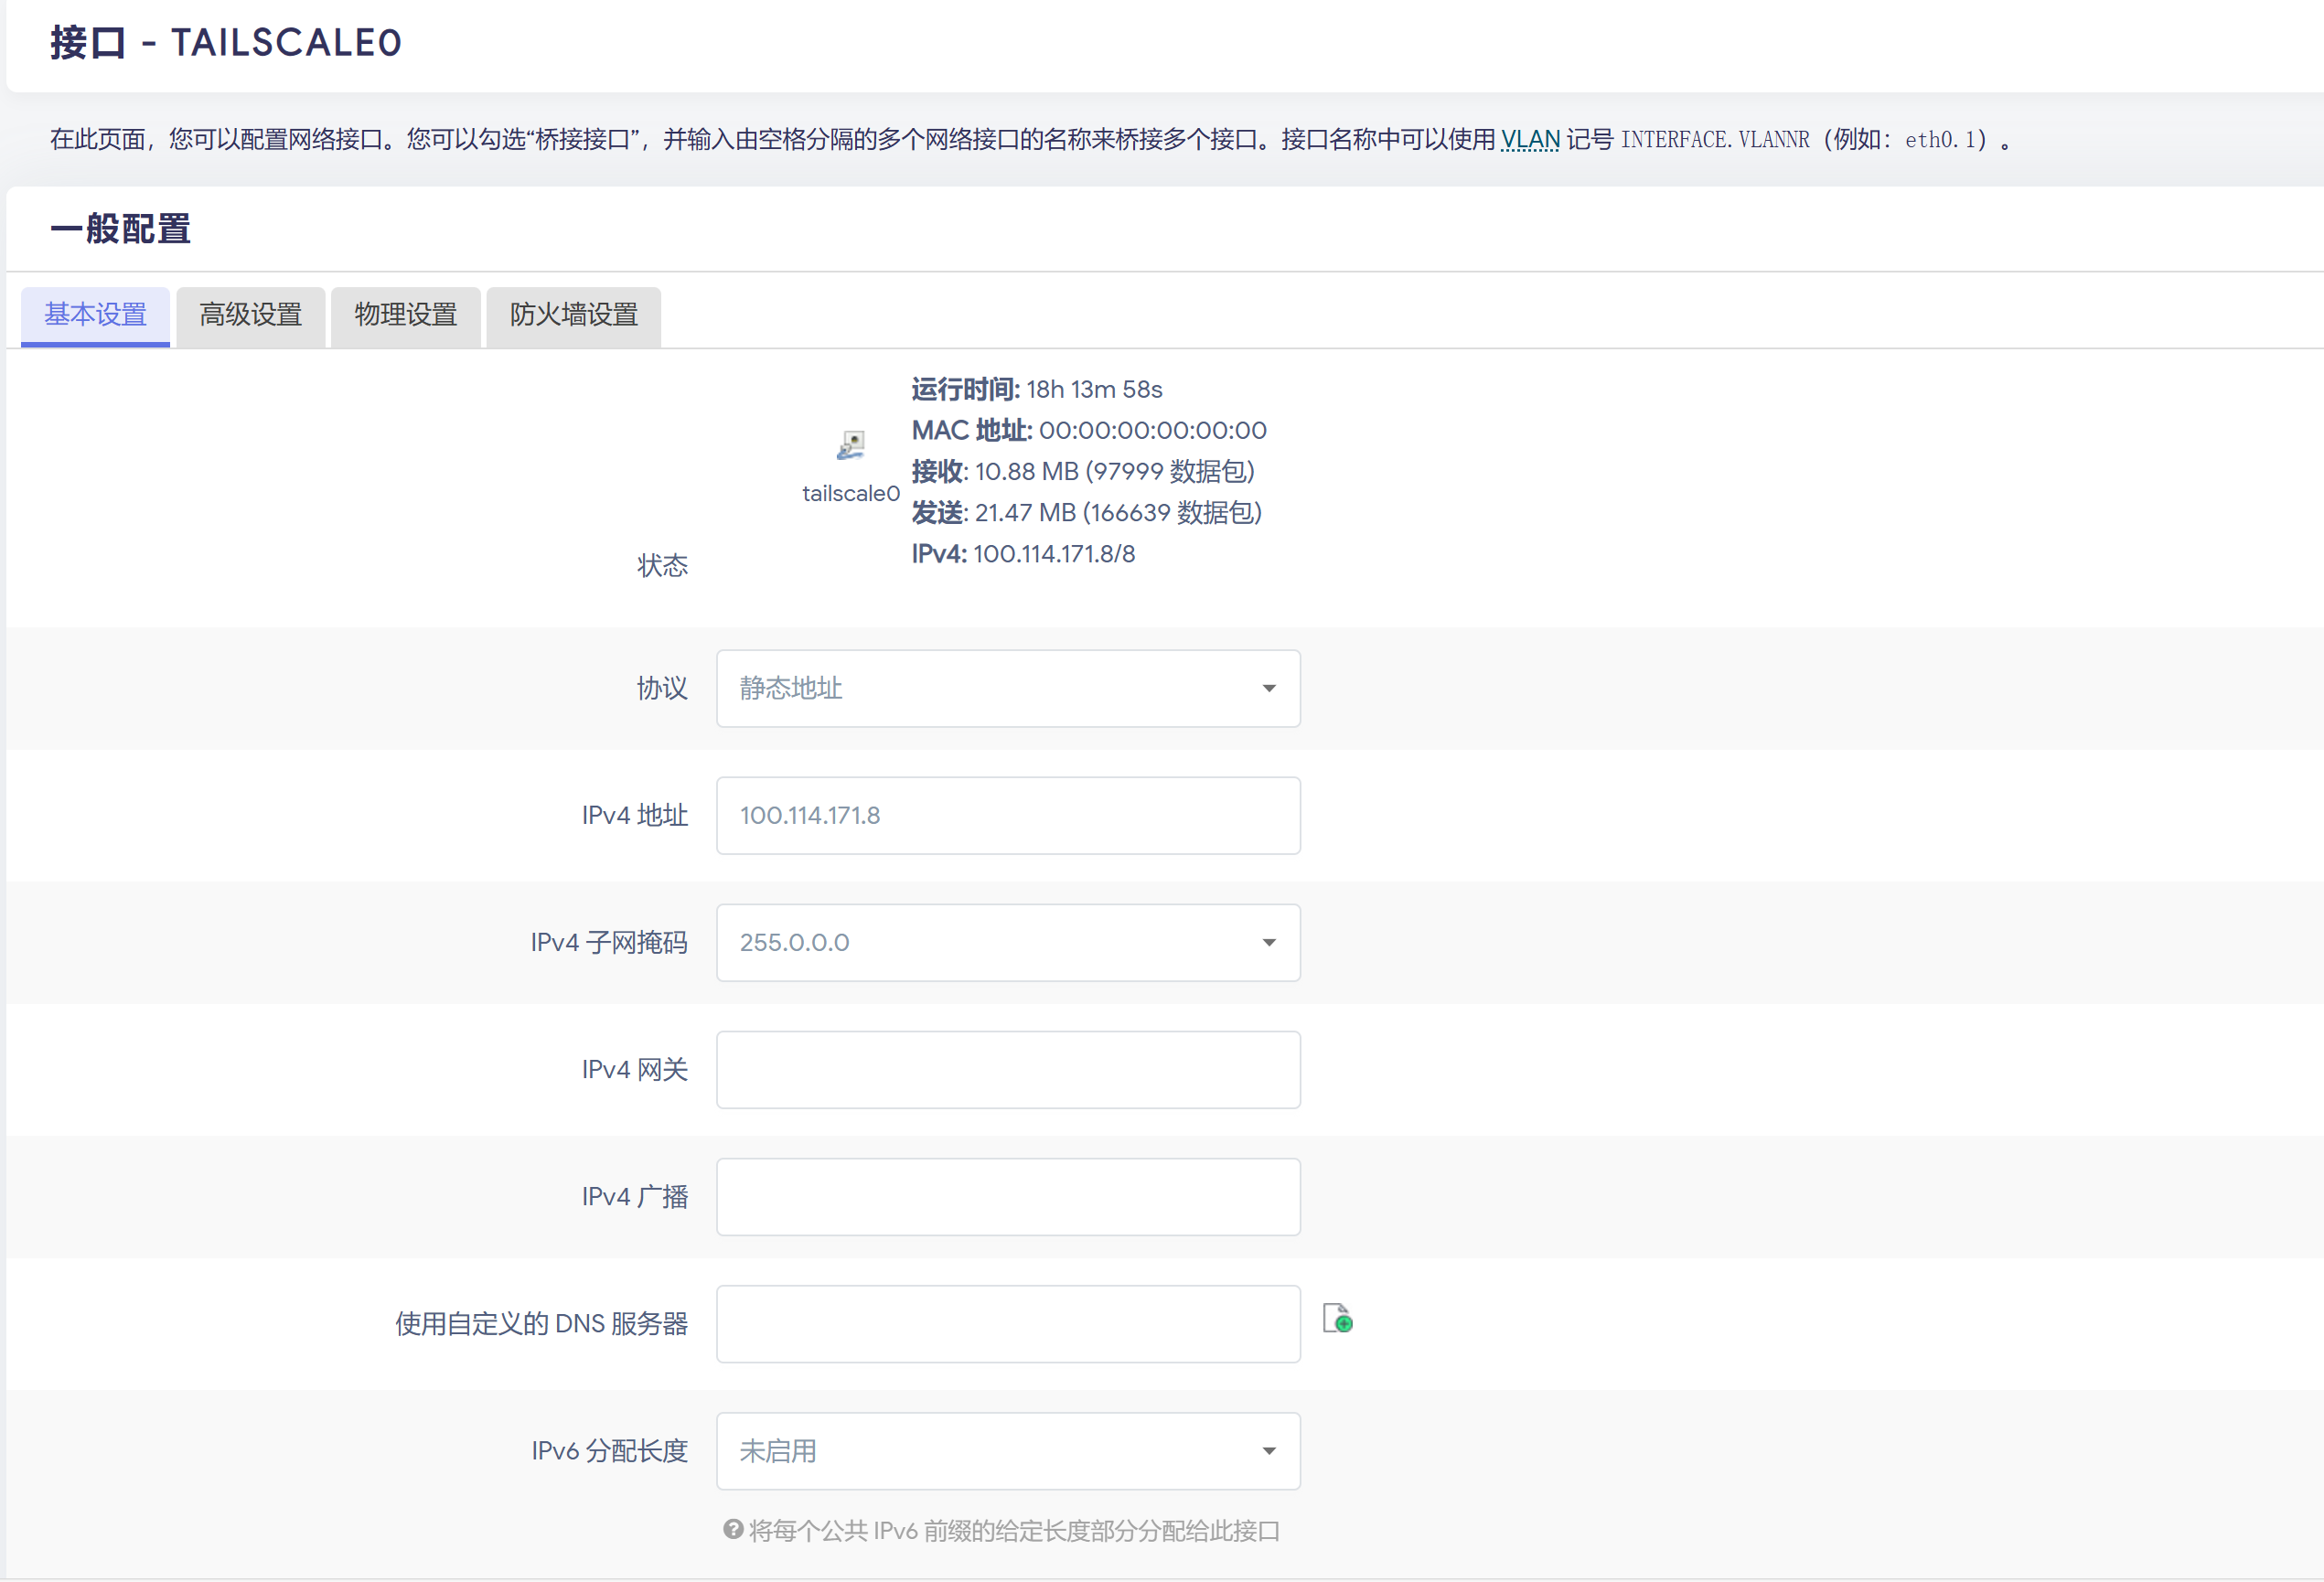 接口 - TAILSCALE0
在此页面，您可以配置网络接口。您可以勾选“桥接接口”，并输入由空格分隔的多个网络接口的名称来桥接多个接口。接口名称中可以使用 VLAN 记号 INTERFACE.VLANNR（例如：eth0.1）。
一般配置
基本设置 高级设置 物理设置 防火墙设置
状态
tailscale0
运行时间: 18h 13m 58s
MAC 地址: 00:00:00:00:00:00
接收: 10.88 MB (97999 数据包)
发送: 21.47 MB (166639 数据包)
IPv4: 100.114.171.8/8
协议 静态地址
IPv4 地址 100.114.171.8
IPv4 子网掩码 255.0.0.0
IPv4 网关
IPv4 广播
使用自定义的 DNS 服务器
IPv6 分配长度 未启用
将每个公共 IPv6 前缀的给定长度部分分配给此接口